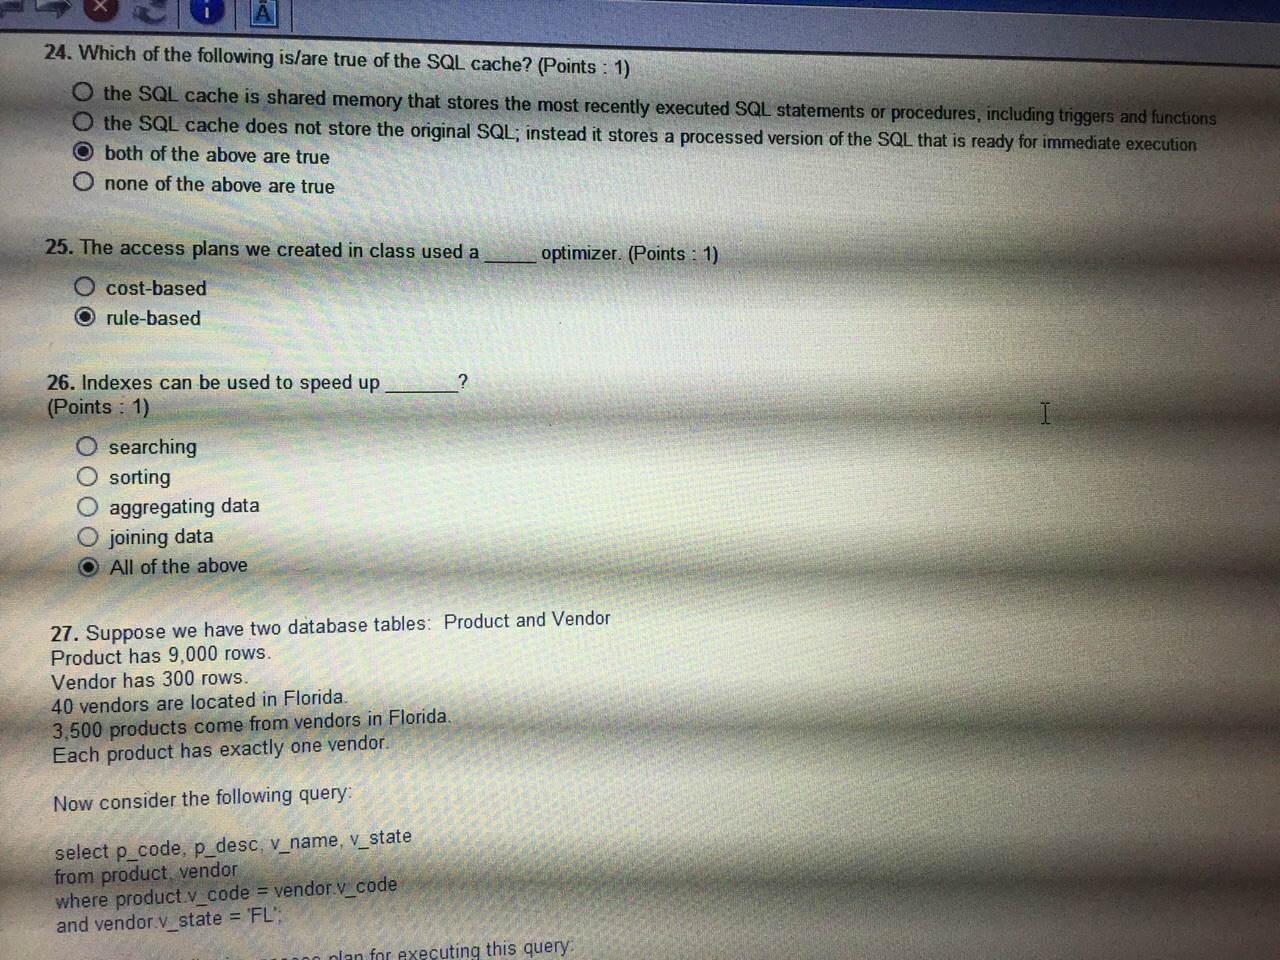 24. Which of the following is/are true of the SQL cache? (Points : 1)
the SQL cache is shared memory that stores the most recently executed SQL statements or procedures, including triggers and functions
the SQL cache does not store the original SQL; instead it stores a processed version of the SQL that is ready for immediate execution
both of the above are true
none of the above are true
25. The access plans we created in class used a _____ optimizer. (Points : 1)
cost-based
rule-based
26. Indexes can be used to speed up _______?
(Points : 1)
searching
sorting
aggregating data
joining data
All of the above
27. Suppose we have two database tables: Product and Vendor
Product has 9,000 rows.
Vendor has 300 rows.
40 vendors are located in Florida.
3,500 products come from vendors in Florida.
Each product has exactly one vendor.
Now consider the following query:
select p_code, p_desc, v_name, v_state
from product, vendor
where product.v_code = vendor.v_code
and vendor.v_state = 'FL';
plan for executing this query: